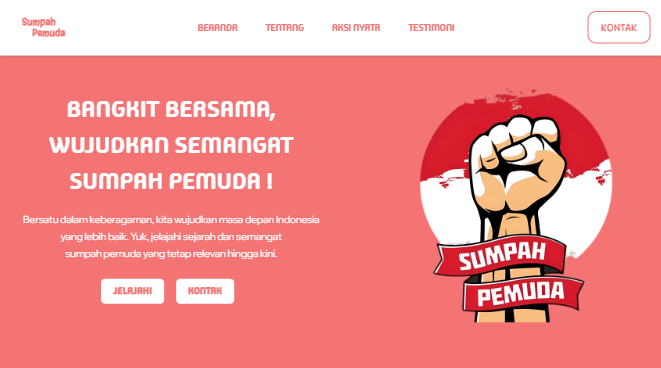 Sumpah
Pemuda
BERANDA
TENTANG
AKSI NYATA
TESTIMONI
KONTAK
BANGKIT BERSAMA,
WUJUDKAN SEMANGAT
SUMPAH PEMUDA !
Bersatu dalam keberagaman, kita wujudkan masa depan Indonesia
yang lebih baik. Yuk, jelajahi sejarah dan semangat
sumpah pemuda yang tetap relevan hingga kini.
JELAJAHI
KONTAK
SUMPAH
PEMUDA